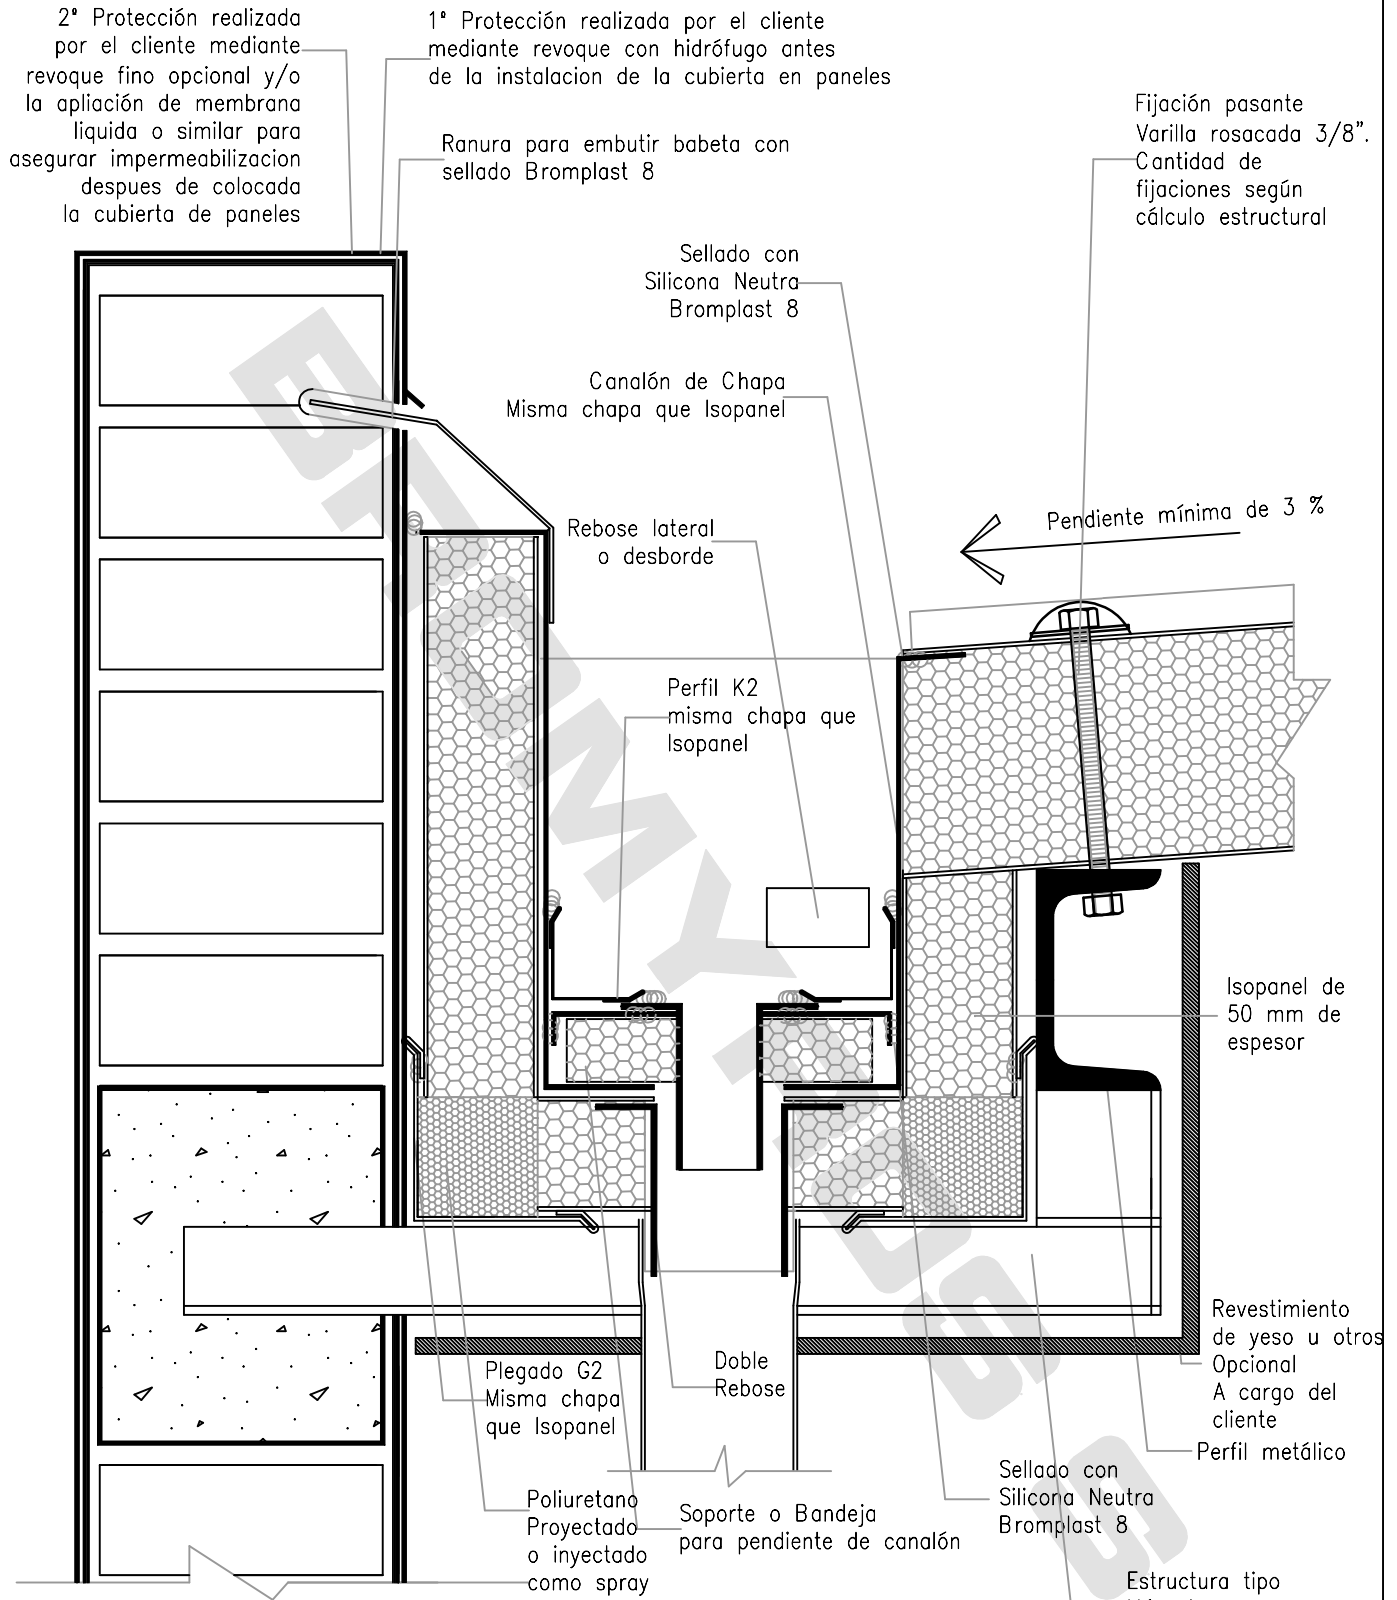 2ª Protección realizada
por el cliente mediante
revoque fino opcional y/o
la apliación de membrana
liquida o similar para
asegurar impermeabilizacion
despues de colocada
la cubierta de paneles
1ª Protección realizada por el cliente
mediante revoque con hidrófugo antes
de la instalacion de la cubierta en paneles
Ranura para embutir babeta con
sellado Bromplast 8
Fijación pasante
Varilla rosacada 3/8”.
Cantidad de
fijaciones según
cálculo estructural
Sellado con
Silicona Neutra
Bromplast 8
Canalón de Chapa
Misma chapa que Isopanel
Rebose lateral
o desborde
Pendiente mínima de 3 %
Perfil K2
misma chapa que
Isopanel
Isopanel de
50 mm de
espesor
Revestimiento
de yeso u otros
Opcional
A cargo del
cliente
Perfil metálico
Plegado G2
Misma chapa
que Isopanel
Doble
Rebose
Sellado con
Silicona Neutra
Bromplast 8
Poliuretano
Proyectado
o inyectado
como spray
Soporte o Bandeja
para pendiente de canalón
Estructura tipo
BROMYROS S